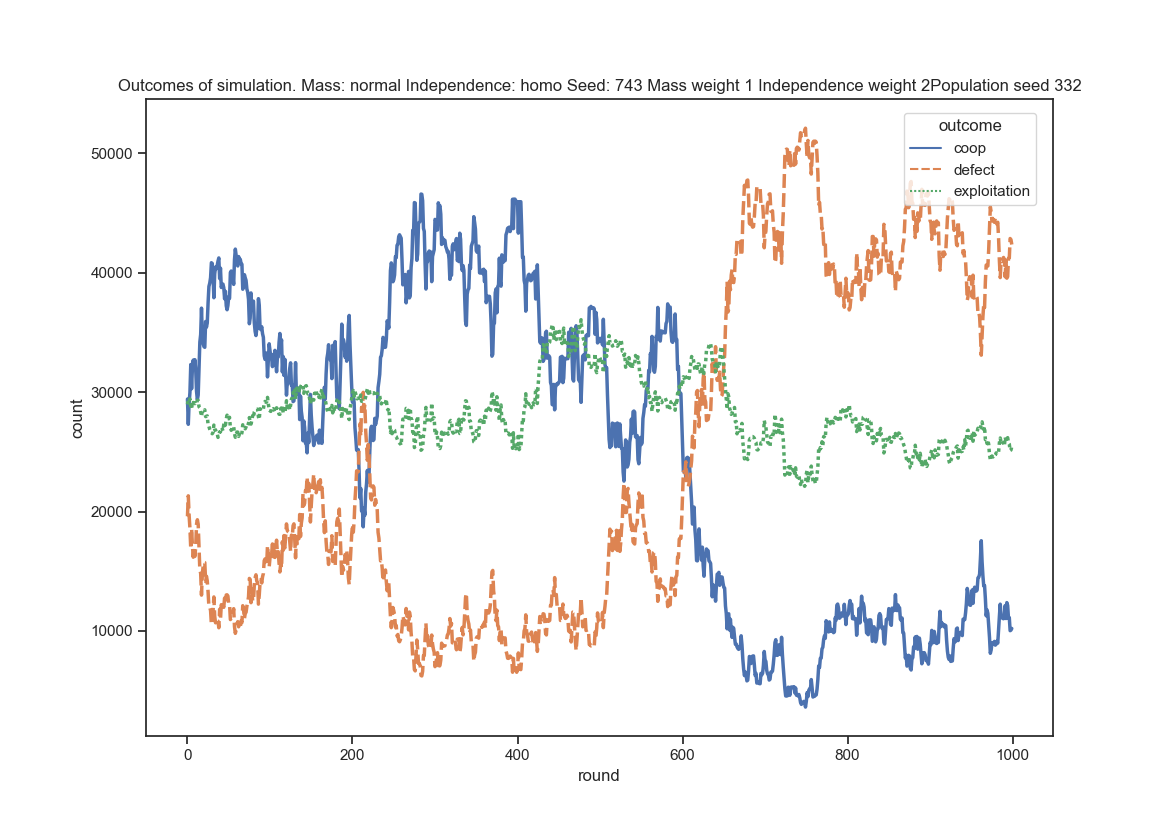 Outcomes of simulation. Mass: normal Independence: homo Seed: 743 Mass weight 1 Independence weight 2Population seed 332
outcome
coop
defect
exploitation
50000
40000
30000
20000
10000
count
0 200 400 600 800 1000
round